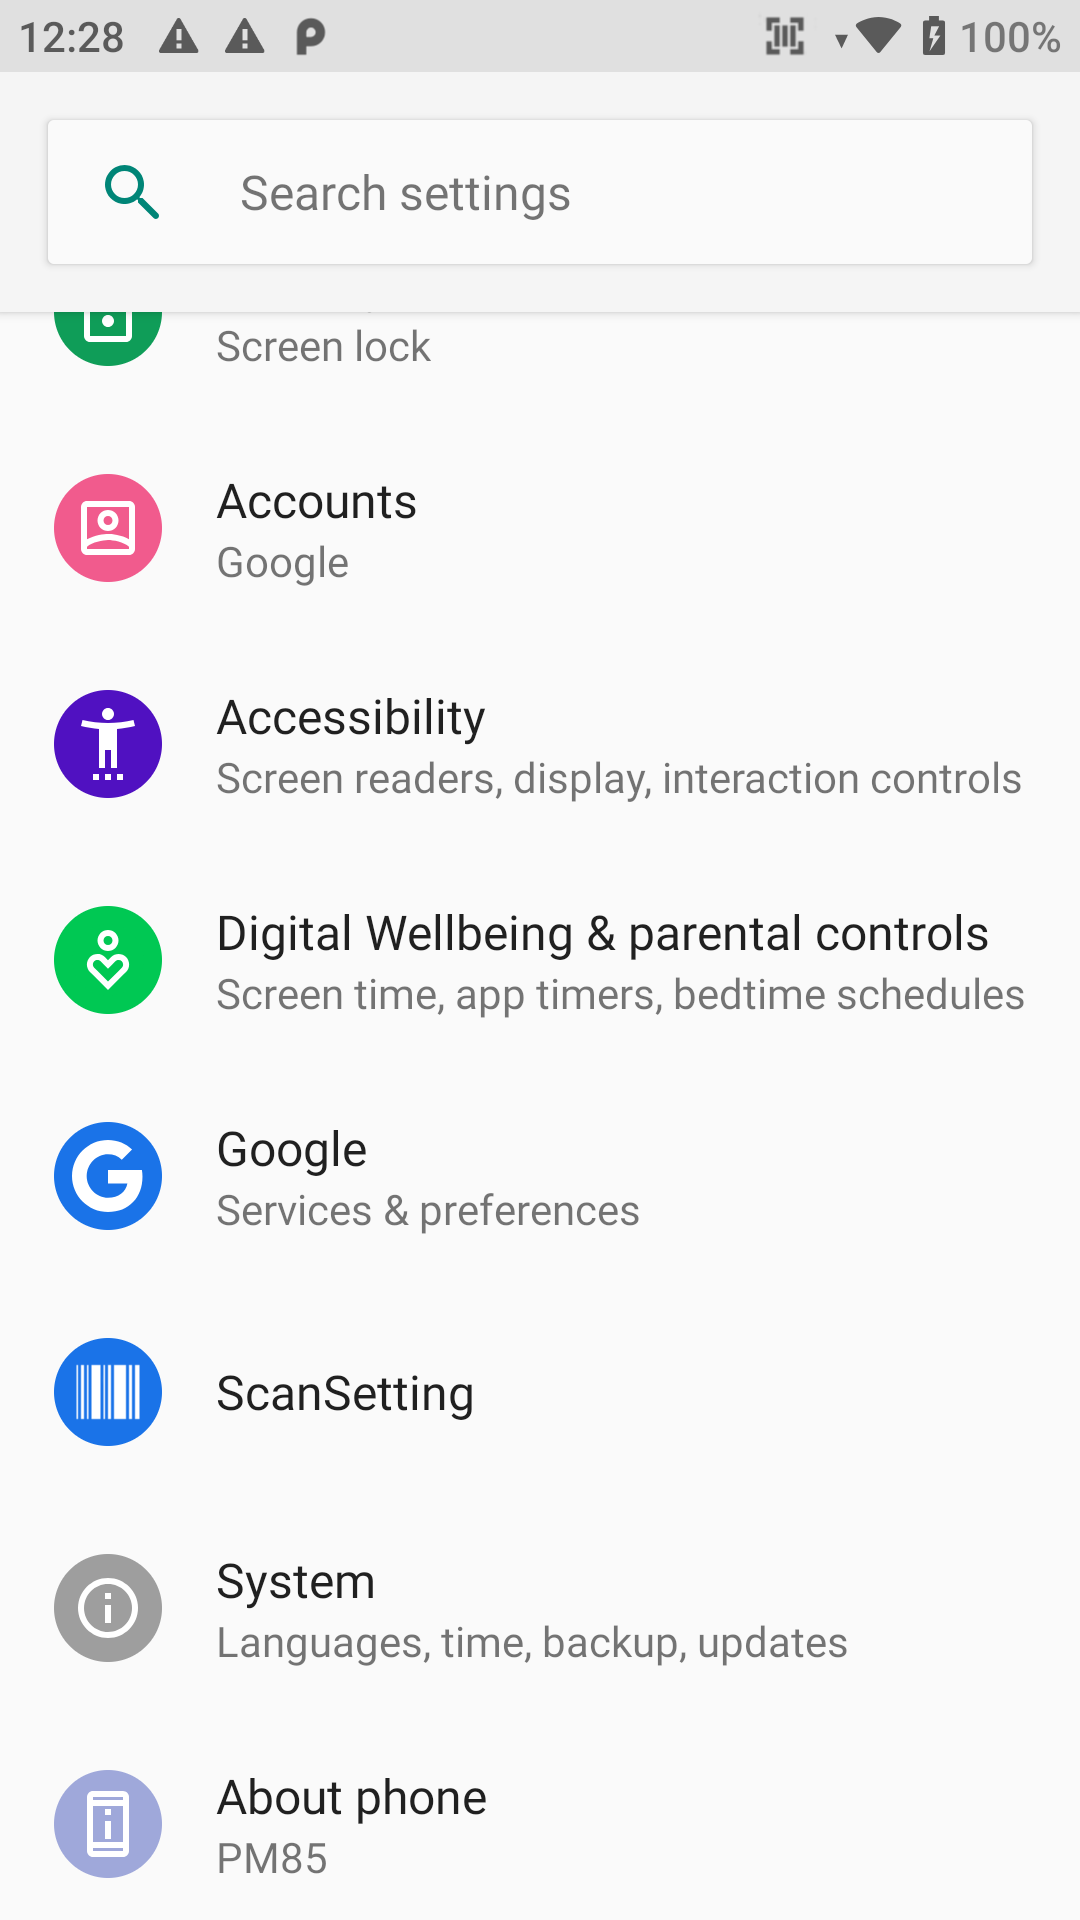 12:28
100%
Search settings
Screen lock
Accounts
Google
Accessibility
Screen readers, display, interaction controls
Digital Wellbeing & parental controls
Screen time, app timers, bedtime schedules
Google
Services & preferences
ScanSetting
System
Languages, time, backup, updates
About phone
PM85